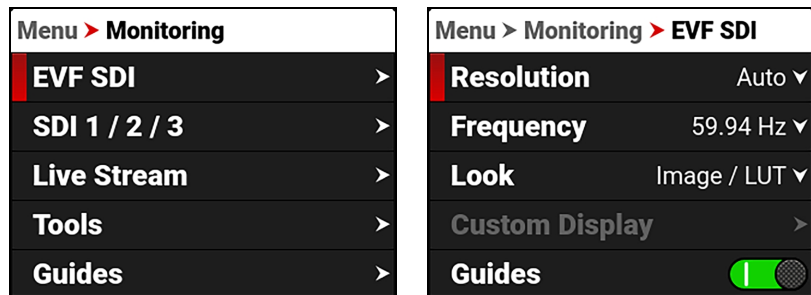 Menu > Monitoring
EVF SDI
SDI 1 / 2 / 3
Live Stream
Tools
Guides
Menu > Monitoring > EVF SDI
Resolution Auto
Frequency 59.94 Hz
Look Image / LUT
Custom Display
Guides